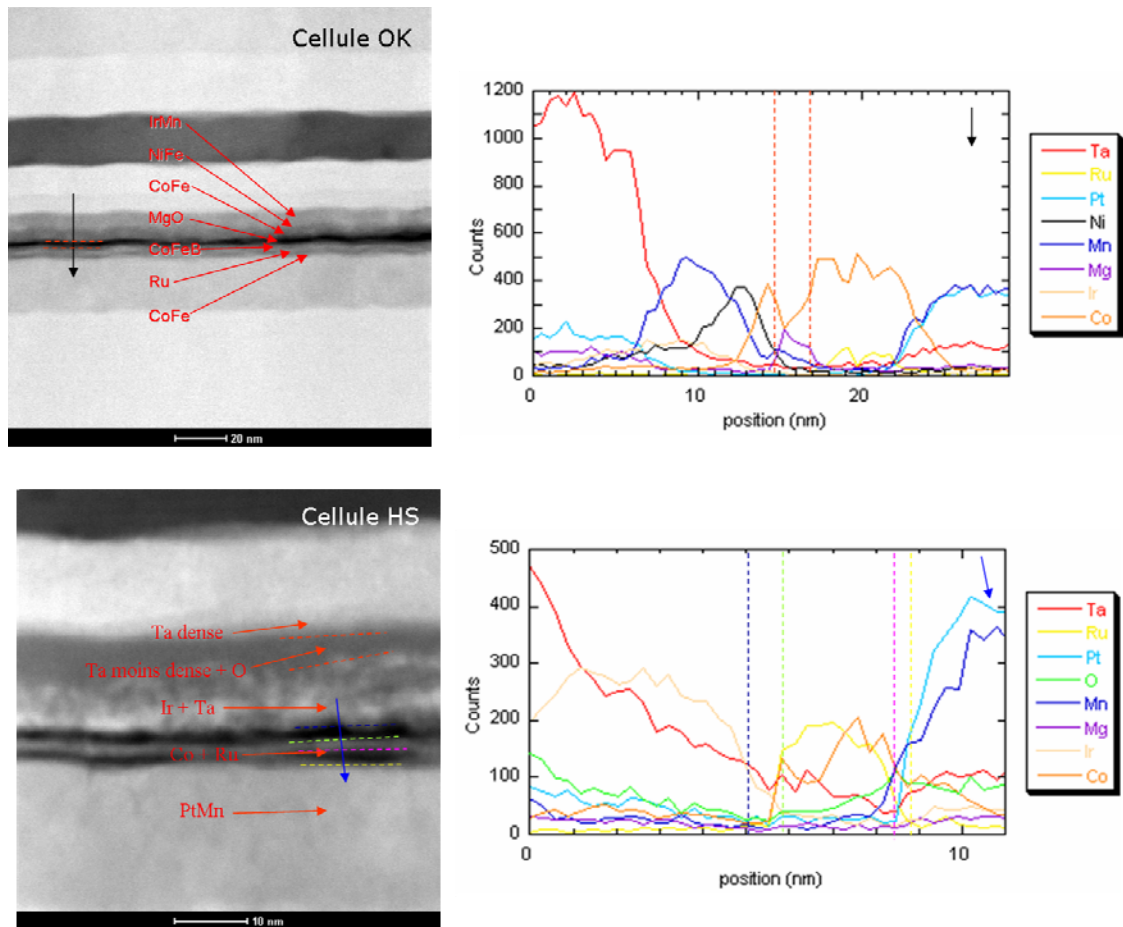 Cellule OK
IrMn
NiFe
CoFe
MgO
CoFeB
Ru
CoFe
20 nm
1200
1000
800
600
400
200
0
Counts
0
10
20
position (nm)
Ta
Ru
Pt
Ni
Mn
Mg
Ir
Co
Cellule HS
Ta dense
Ta moins dense + O
Ir + Ta
Co + Ru
PtMn
10 nm
500
400
300
200
100
0
Counts
0
10
position (nm)
Ta
Ru
Pt
O
Mn
Mg
Ir
Co